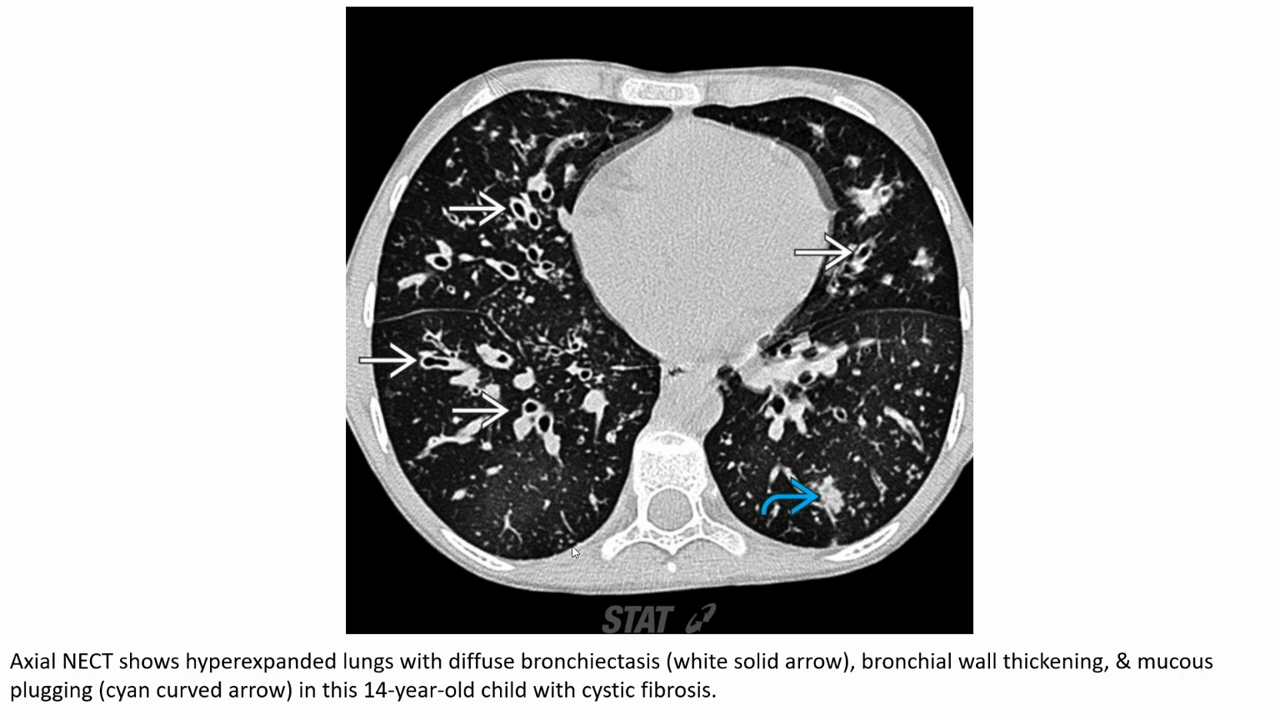 STAT
Axial NECT shows hyperexpanded lungs with diffuse bronchiectasis (white solid arrow), bronchial wall thickening, & mucous
plugging (cyan curved arrow) in this 14-year-old child with cystic fibrosis.